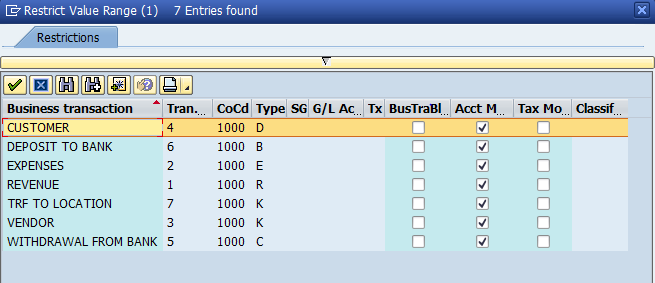 Restrict Value Range (1) 7 Entries found
Restrictions
Business transaction Tran... CoCd Type SG G/L Ac... Tx BusTraBl... Acct M... Tax Mo... Classif...
CUSTOMER 4 1000 D
DEPOSIT TO BANK 6 1000 B
EXPENSES 2 1000 E
REVENUE 1 1000 R
TRF TO LOCATION 7 1000 K
VENDOR 3 1000 K
WITHDRAWAL FROM BANK 5 1000 C